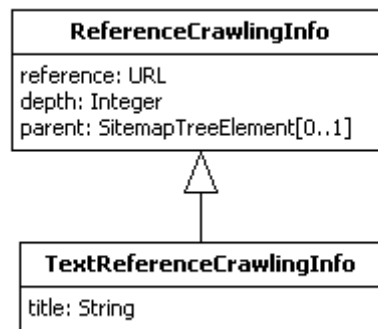 ReferenceCrawlingInfo
reference: URL
depth: Integer
parent: SitemapTreeElement[0..1]
TextReferenceCrawlingInfo
title: String